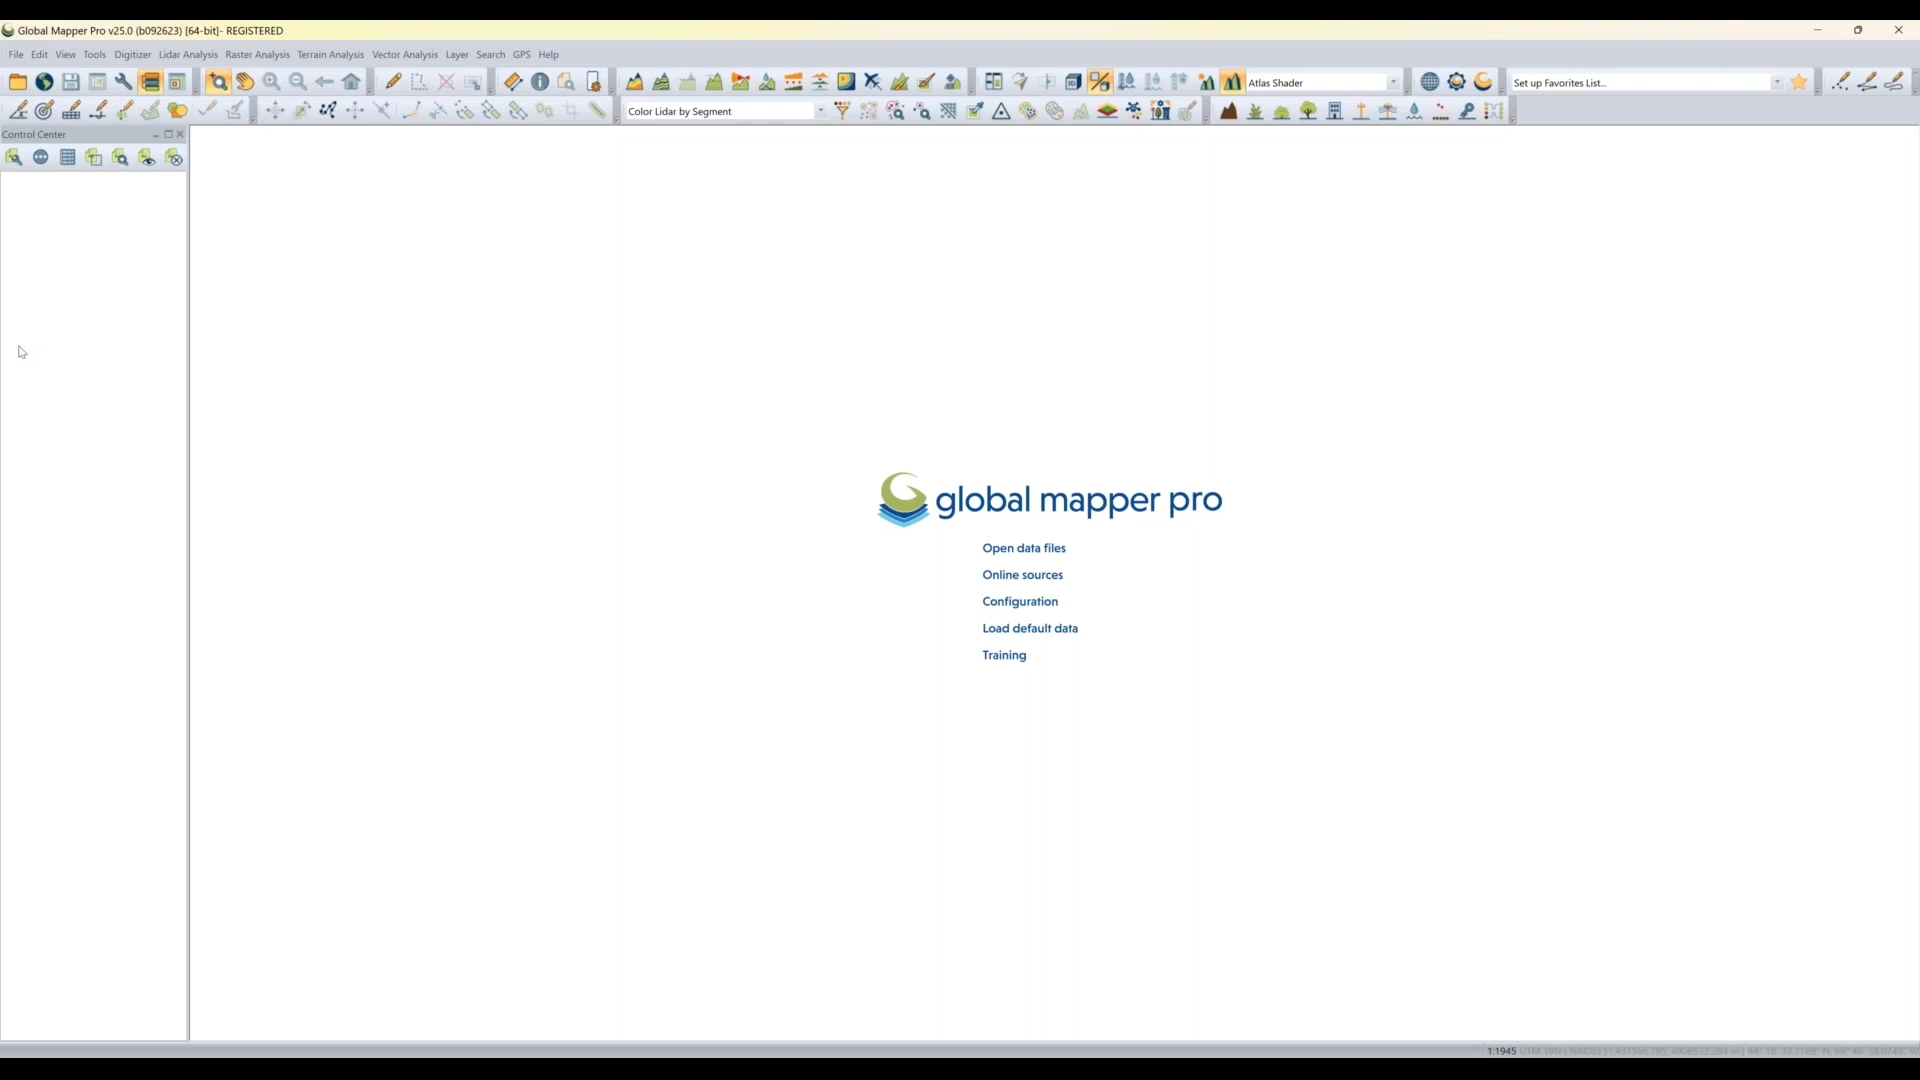 Global Mapper Pro v25.0 (b092623) [64-bit]- REGISTERED
File Edit View Tools Digitizer Lidar Analysis Raster Analysis Terrain Analysis Vector Analysis Layer Search GPS Help
Atlas Shader
Set up Favorites List...
Color Lidar by Segment
Control Center
global mapper pro
Open data files
Online sources
Configuration
Load default data
Training
1:1945